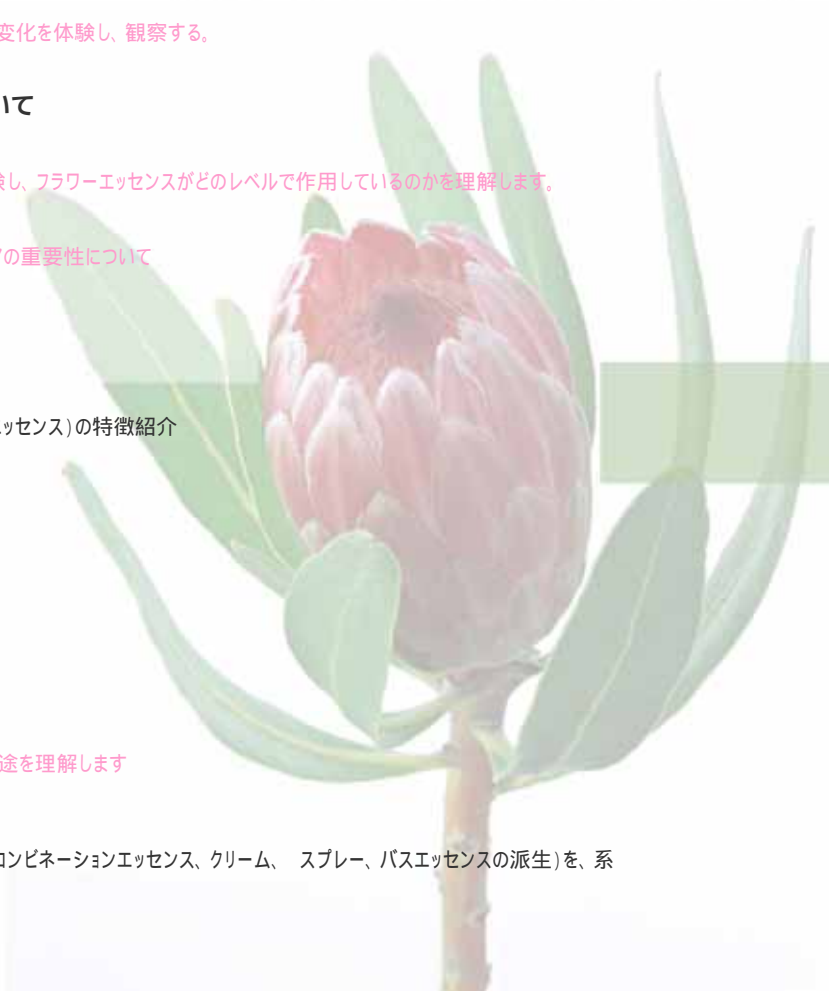 変化を体験し、観察する。
いて
し、フラワーエッセンスがどのレベルで作用しているのかを理解します。
の重要性について
ッセンス)の特徴紹介
途を理解します
コンビネーションエッセンス、クリーム、 スプレー、バスエッセンスの派生)を、系